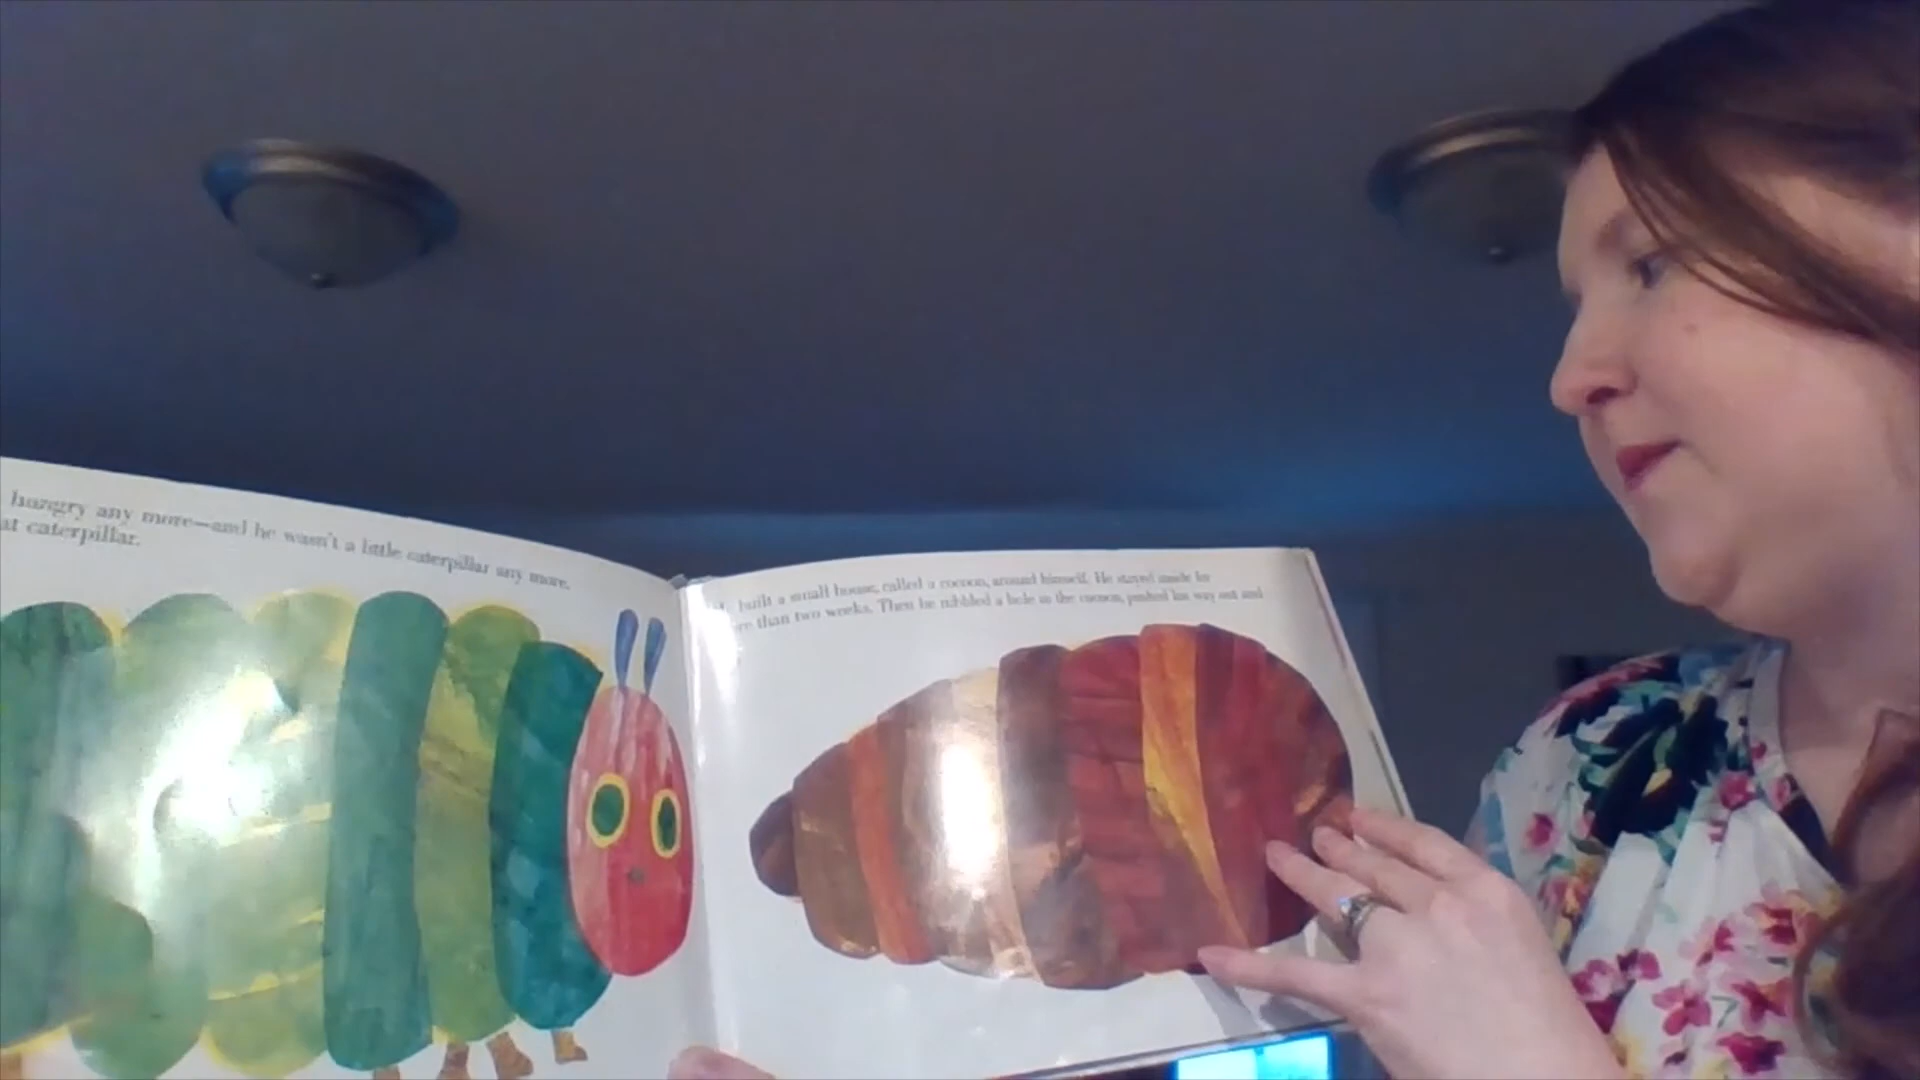 hungry any more—and he wasn't a little caterpillar any more.
at caterpillar.
built a small house, called a cocoon, around himself. He stayed inside for
re than two weeks. Then he nibbled a hole in the cocoon, pushed his way out and